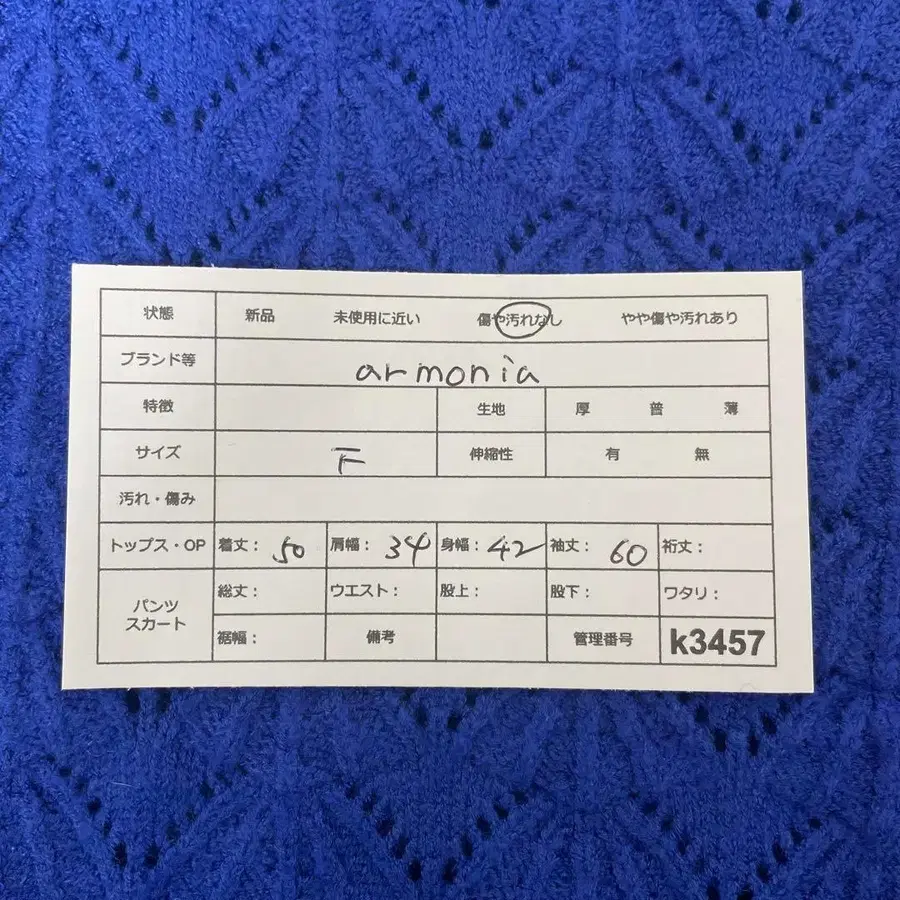 状態 新品 未使用に近い 傷や汚れなし やや傷や汚れあり
ブランド等 armonia
特徴 生地 厚 普 薄
サイズ F 伸縮性 有 無
汚れ・傷み
トップス・OP 着丈: 50 肩幅: 34 身幅: 42 袖丈: 60 裄丈:
パンツ スカート 総丈: ウエスト: 股上: 股下: ワタリ:
裾幅: 備考 管理番号 k3457